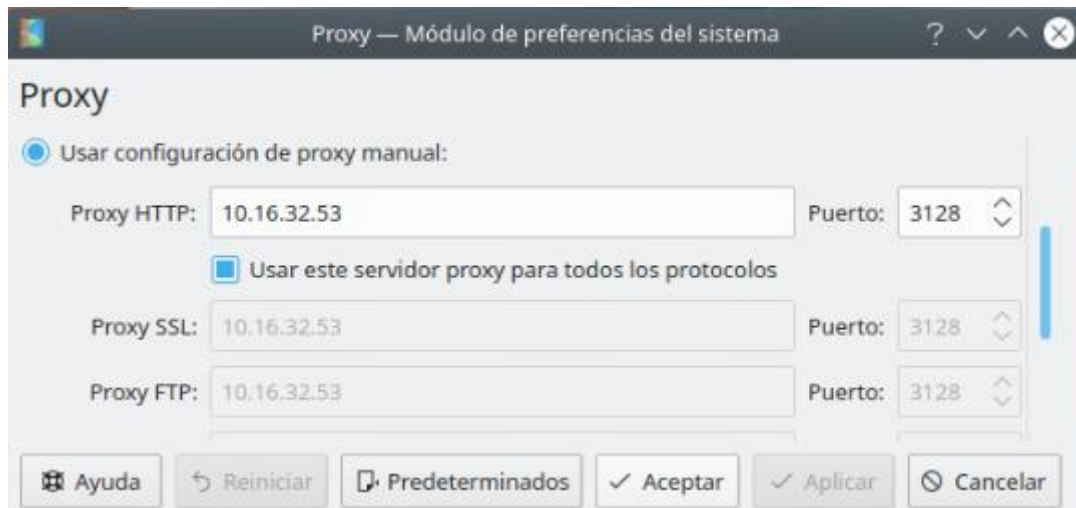 Proxy — Módulo de preferencias del sistema
Proxy
Usar configuración de proxy manual:
Proxy HTTP: 10.16.32.53 Puerto: 3128
Usar este servidor proxy para todos los protocolos
Proxy SSL: 10.16.32.53 Puerto: 3128
Proxy FTP: 10.16.32.53 Puerto: 3128
Ayuda Reiniciar Predeterminados Aceptar Aplicar Cancelar